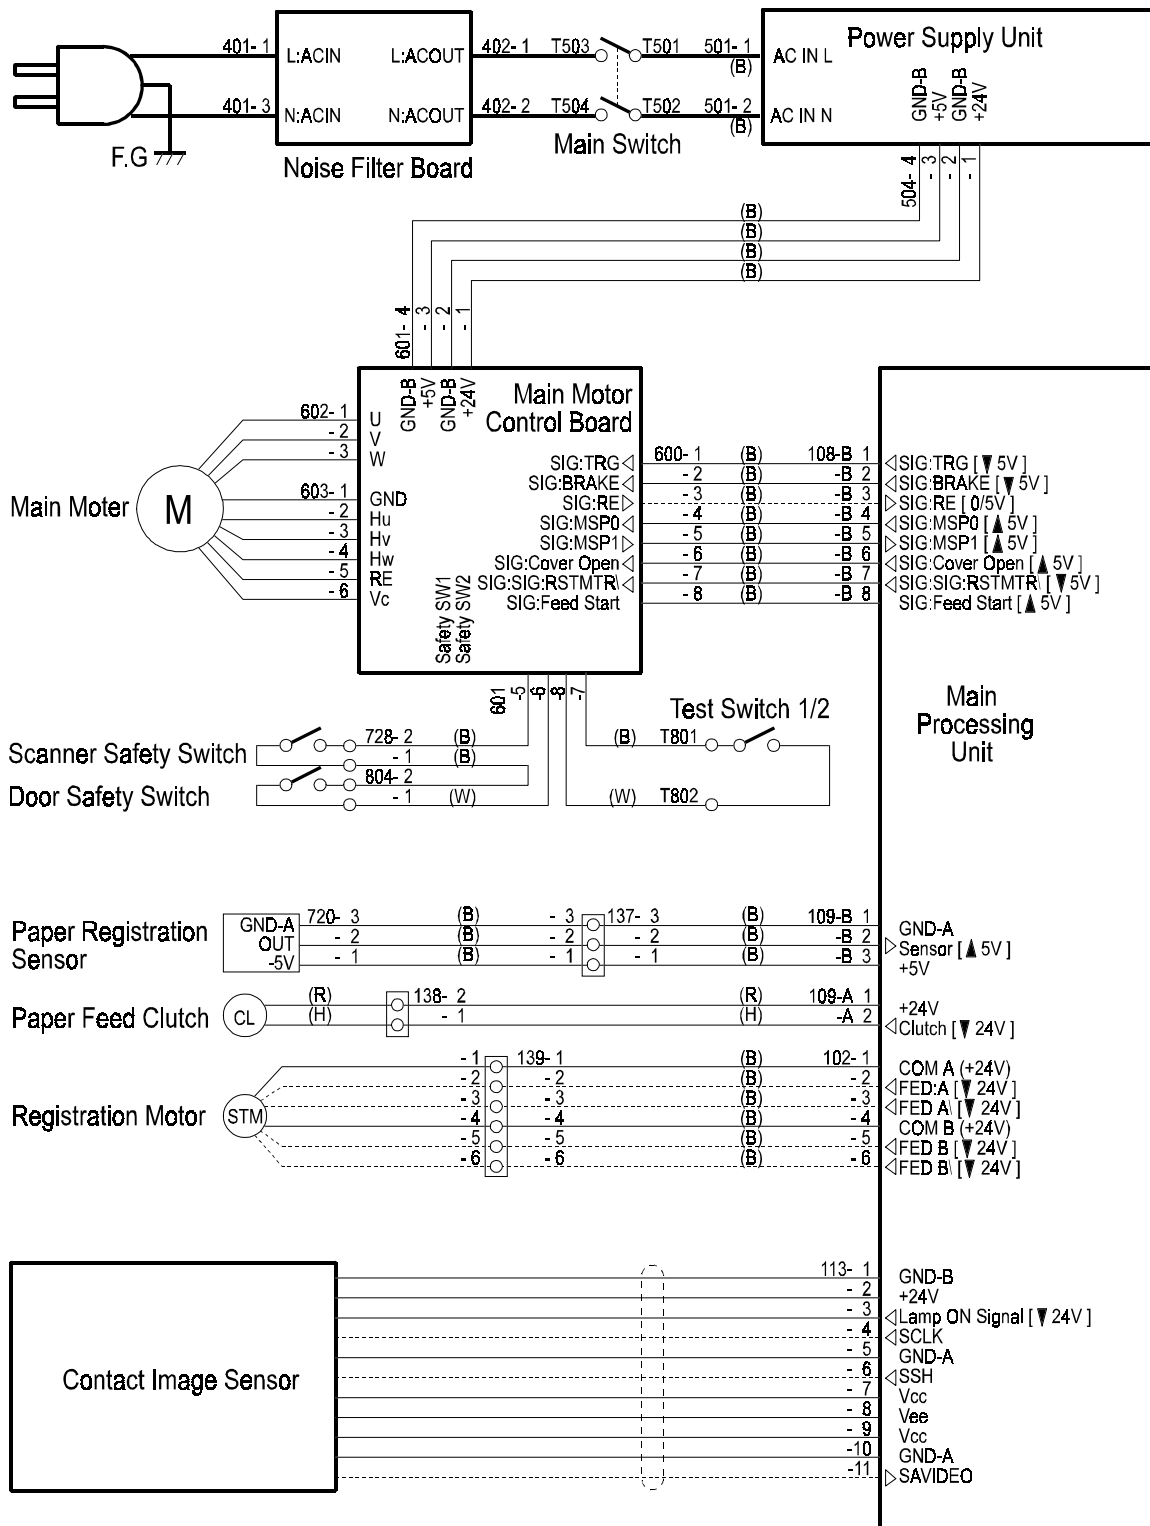 401- 1
L:ACIN
L:ACOUT
402- 1
T503
T501
501- 1
(B)
AC IN L
Power Supply Unit
GND-B
+5V
GND-B
+24V
401- 3
N:ACIN
N:ACOUT
402- 2
T504
T502
501- 2
(B)
AC IN N
F.G
Noise Filter Board
Main Switch
504- 4
- 3
- 2
- 1
(B)
(B)
(B)
(B)
601- 4
- 3
- 2
- 1
GND-B
+5V
GND-B
+24V
Main Motor
Control Board
602- 1
- 2
- 3
U
V
W
603- 1
- 2
- 3
- 4
- 5
- 6
GND
Hu
Hv
Hw
RE
Vc
Main Moter
M
SIG:TRG
600- 1
(B)
108-B 1
SIG:TRG [ ▼ 5V ]
SIG:BRAKE
- 2
(B)
-B 2
SIG:BRAKE [ ▼ 5V ]
SIG:RE
- 3
(B)
-B 3
SIG:RE [ 0/5V ]
SIG:MSP0
- 4
(B)
-B 4
SIG:MSP0 [ ▲ 5V ]
SIG:MSP1
- 5
(B)
-B 5
SIG:MSP1 [ ▲ 5V ]
SIG:Cover Open
- 6
(B)
-B 6
SIG:Cover Open [ ▲ 5V ]
SIG:SIG:RSTMTR\
- 7
(B)
-B 7
SIG:SIG:RSTMTR\ [ ▼ 5V ]
SIG:Feed Start
- 8
(B)
-B 8
SIG:Feed Start [ ▲ 5V ]
Safety SW1
Safety SW2
601
-5
-6
-8
-7
Main
Processing
Unit
Test Switch 1/2
Scanner Safety Switch
728- 2
(B)
- 1
(B)
Door Safety Switch
804- 2
- 1
(W)
(B)
T801
(W)
T802
Paper Registration
Sensor
GND-A
OUT
-5V
720- 3
(B)
- 3
137- 3
(B)
109-B 1
GND-A
- 2
(B)
- 2
- 2
(B)
-B 2
Sensor [ ▲ 5V ]
- 1
(B)
- 1
- 1
(B)
-B 3
+5V
Paper Feed Clutch
CL
(R)
138- 2
(R)
109-A 1
+24V
(H)
- 1
(H)
-A 2
Clutch [ ▼ 24V ]
Registration Motor
STM
- 1
139- 1
(B)
102- 1
COM A (+24V)
- 2
- 2
(B)
- 2
FED:A [ ▼ 24V ]
- 3
- 3
(B)
- 3
FED A\ [ ▼ 24V ]
- 4
- 4
(B)
- 4
COM B (+24V)
- 5
- 5
(B)
- 5
FED B [ ▼ 24V ]
- 6
- 6
(B)
- 6
FED B\ [ ▼ 24V ]
Contact Image Sensor
113- 1
GND-B
- 2
+24V
- 3
Lamp ON Signal [ ▼ 24V ]
- 4
SCLK
- 5
GND-A
- 6
SSH
- 7
Vcc
- 8
Vee
- 9
Vcc
-10
GND-A
-11
SAVIDEO